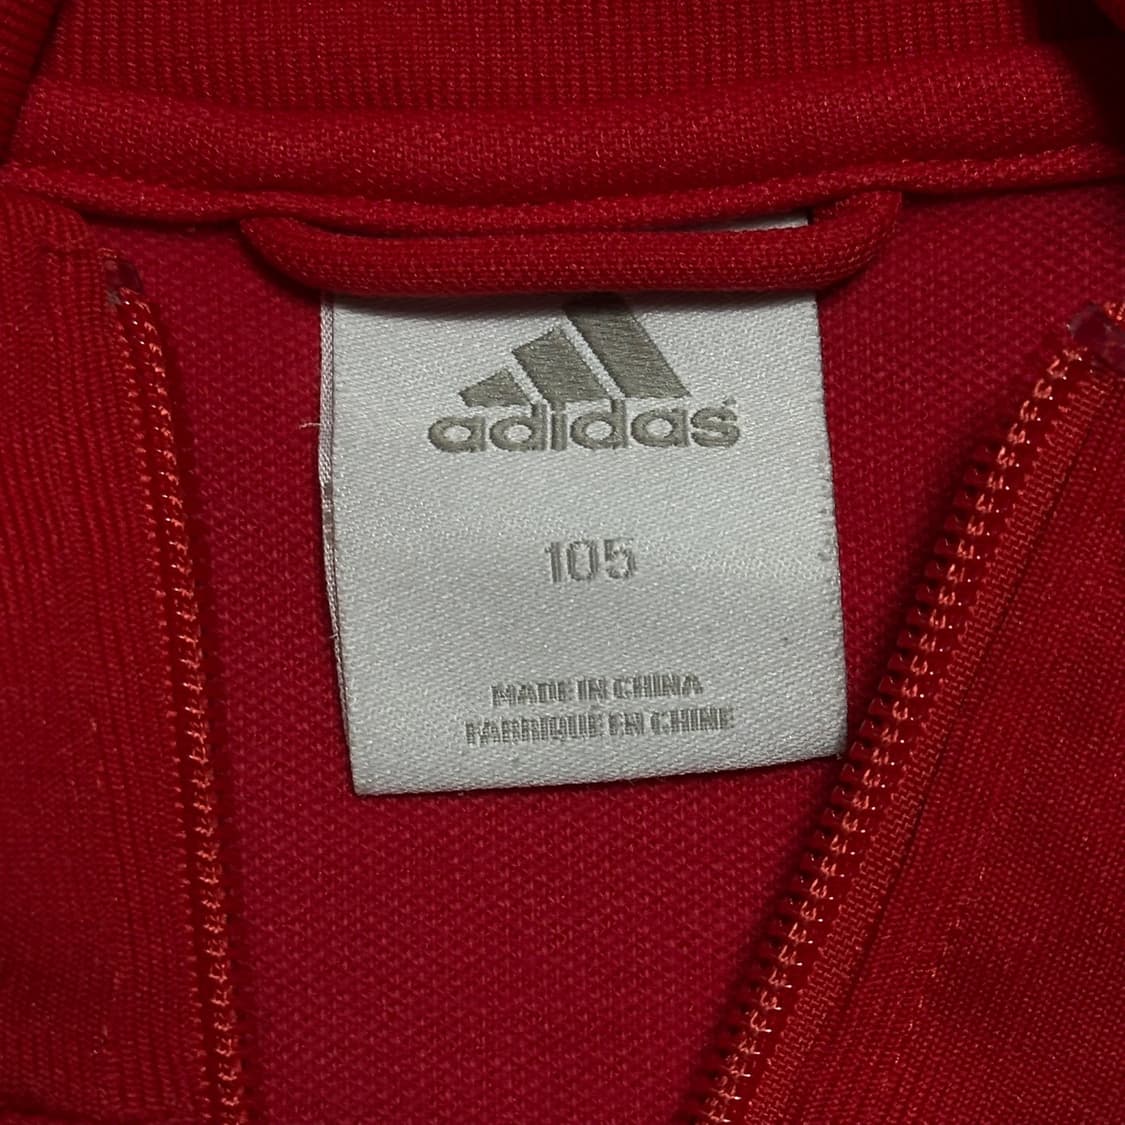 adidas
105
MADE IN CHINA
FABRIQUÉ EN CHINE